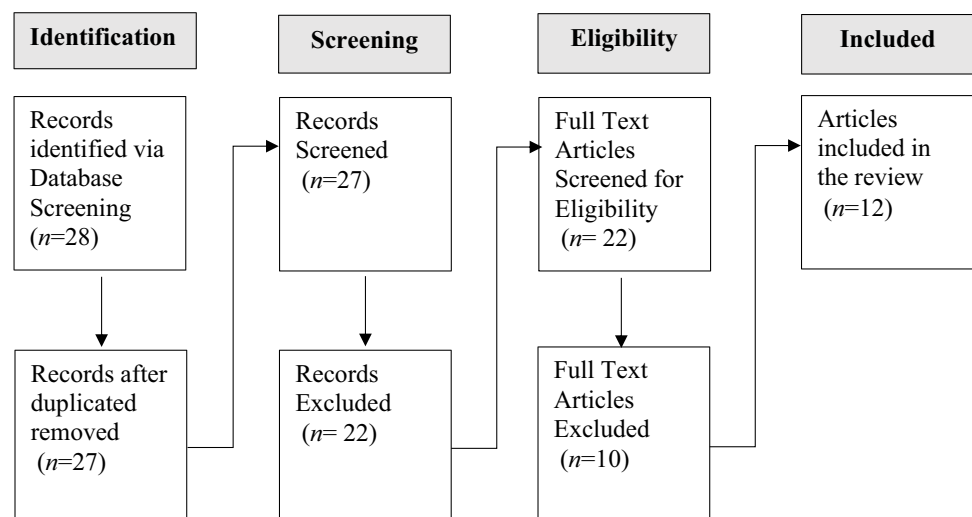 Identification
Screening
Eligibility
Included
Records
identified via
Database
Screening
(n=28)
Records after
duplicated
removed
(n=27)
Records
Screened
(n=27)
Records
Excluded
(n= 22)
Full Text
Articles
Screened for
Eligibility
(n= 22)
Full Text
Articles
Excluded
(n=10)
Articles
included in
the review
(n=12)